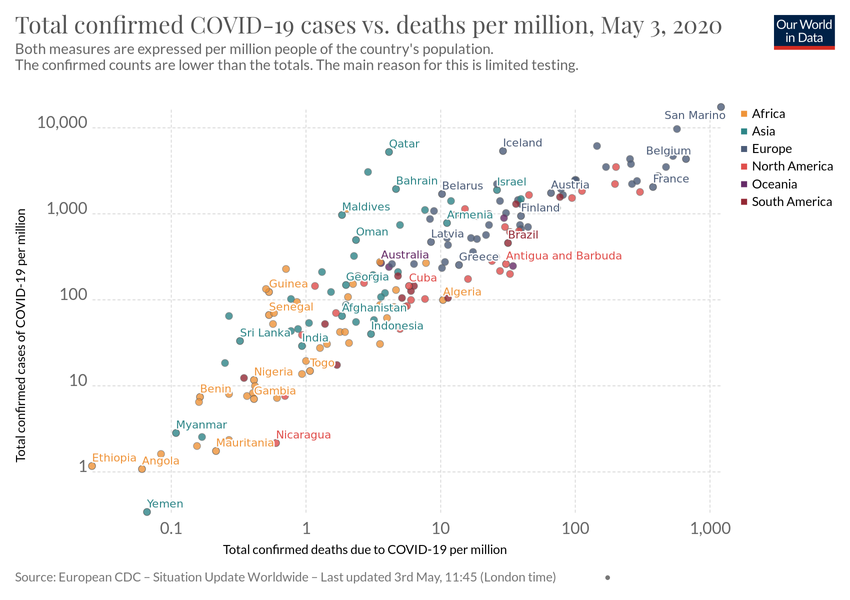 Total confirmed COVID-19 cases vs. deaths per million, May 3, 2020
Our World
in Data
Both measures are expressed per million people of the country's population.
The confirmed counts are lower than the totals. The main reason for this is limited testing.
Total confirmed cases of COVID-19 per million
10,000
1,000
100
10
1
San Marino
Qatar
Iceland
Belgium
Bahrain
Belarus
Israel
Austria
France
Maldives
Armenia
Finland
Oman
Latvia
Brazil
Australia
Greece
Antigua and Barbuda
Guinea
Georgia
Cuba
Algeria
Senegal
Afghanistan
Sri Lanka
India
Indonesia
Togo
Nigeria
Benin
Gambia
Myanmar
Nicaragua
Mauritania
Ethiopia
Angola
Yemen
0.1
1
10
100
1,000
Total confirmed deaths due to COVID-19 per million
Africa
Asia
Europe
North America
Oceania
South America
Source: European CDC – Situation Update Worldwide – Last updated 3rd May, 11:45 (London time)